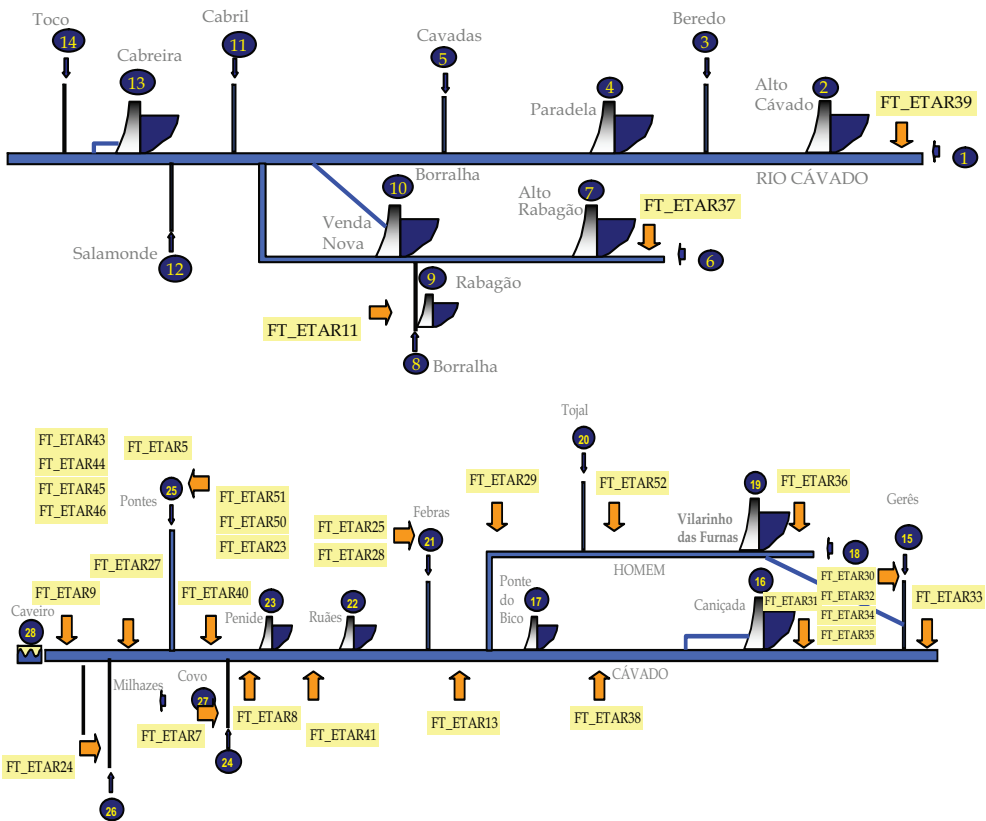 Toco
14
Cabreira
13
Cabril
11
Cavadas
5
Paradela
4
Beredo
3
Alto
Cávado
2
FT_ETAR39
1
RIO CÁVADO
Borralha
10
Venda
Nova
Alto
Rabagão
7
FT_ETAR37
6
Salamonde
12
9
Rabagão
FT_ETAR11
8
Borralha
FT_ETAR43
FT_ETAR44
FT_ETAR45
FT_ETAR46
FT_ETAR5
Pontes
25
FT_ETAR51
FT_ETAR50
FT_ETAR23
FT_ETAR27
FT_ETAR9
Caveiro
28
FT_ETAR40
23
Penide
22
Ruães
FT_ETAR25
FT_ETAR28
Febras
21
FT_ETAR29
Tojal
20
FT_ETAR52
19
Vilarinho
das Furnas
FT_ETAR36
Gerês
15
18
HOMEM
Ponte
do
Bico
17
16
Caniçada
FT_ETAR30
FT_ETAR31
FT_ETAR32
FT_ETAR34
FT_ETAR35
FT_ETAR33
CÁVADO
Milhazes
Covo
27
FT_ETAR7
FT_ETAR8
FT_ETAR41
FT_ETAR13
FT_ETAR38
FT_ETAR24
24
26